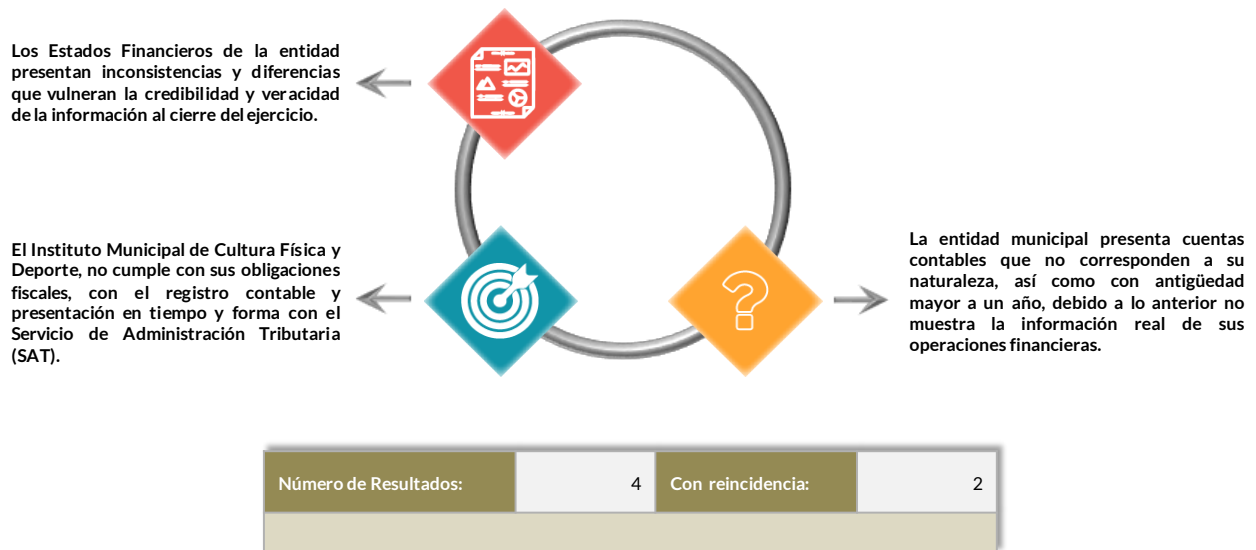 Los Estados Financieros de la entidad
presentan inconsistencias y diferencias
que vulneran la credibilidad y veracidad
de la información al cierre del ejercicio.
El Instituto Municipal de Cultura Física y
Deporte, no cumple con sus obligaciones
fiscales, con el registro contable y
presentación en tiempo y forma con el
Servicio de Administración Tributaria
(SAT).
La entidad municipal presenta cuentas
contables que no corresponden a su
naturaleza, así como con antigüedad
mayor a un año, debido a lo anterior no
muestra la información real de sus
operaciones financieras.
?
Número de Resultados: 4 Con reincidencia: 2